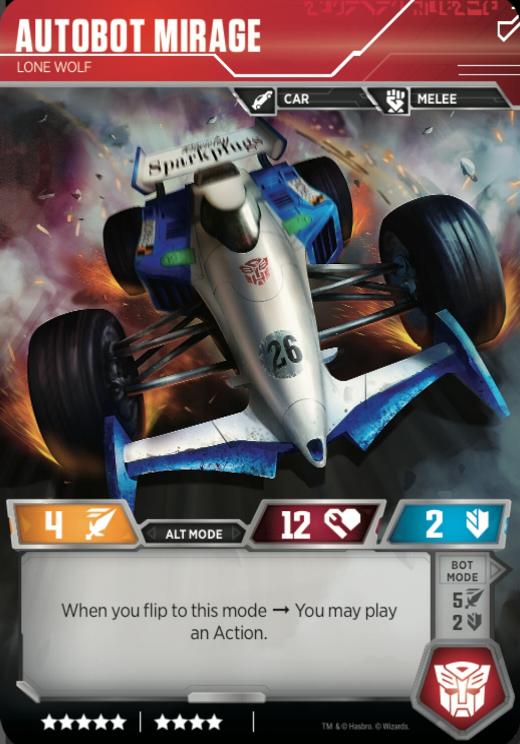 AUTOBOT MIRAGE
LONE WOLF
CAR
MELEE
Sparkplugs
26
4
ALT MODE
12
2
When you flip to this mode → You may play
an Action.
BOT
MODE
5
2
TM & © Hasbro. © Wizards.